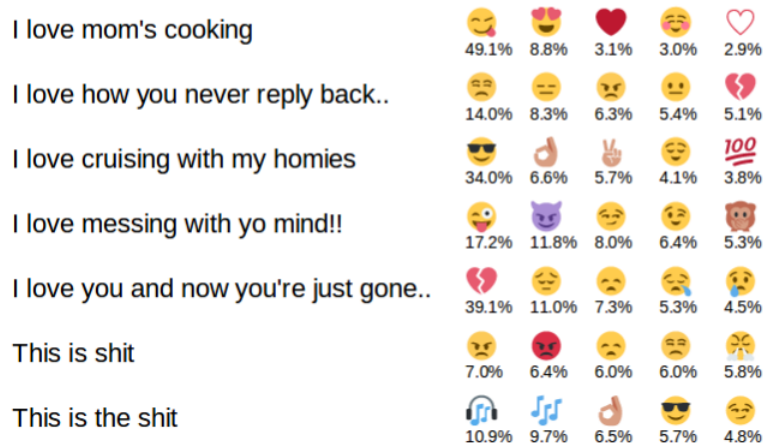 I love mom's cooking
49.1% 8.8% 3.1% 3.0% 2.9%
I love how you never reply back..
14.0% 8.3% 6.3% 5.4% 5.1%
I love cruising with my homies
100
34.0% 6.6% 5.7% 4.1% 3.8%
I love messing with yo mind!!
17.2% 11.8% 8.0% 6.4% 5.3%
I love you and now you're just gone..
39.1% 11.0% 7.3% 5.3% 4.5%
This is shit
7.0% 6.4% 6.0% 6.0% 5.8%
This is the shit
10.9% 9.7% 6.5% 5.7% 4.8%